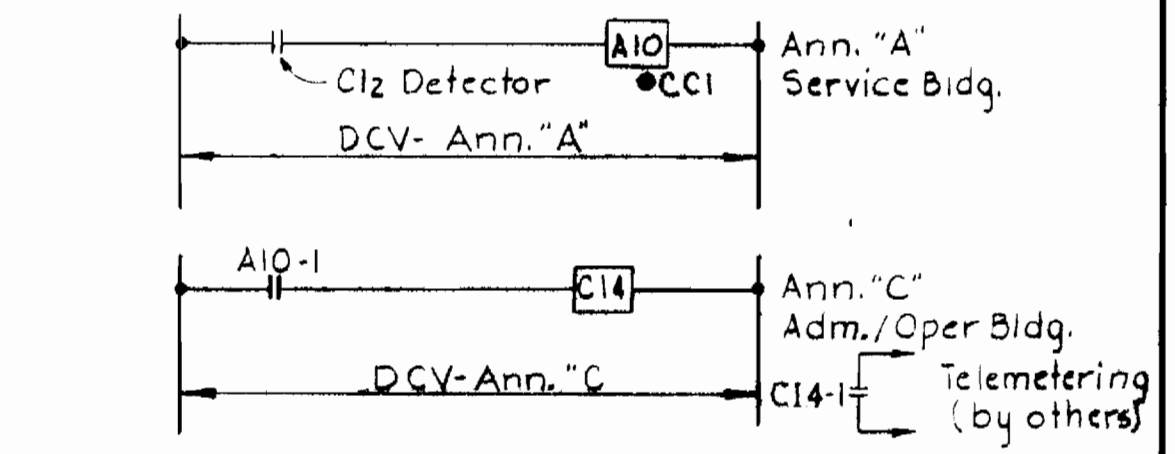 A10
Ann. "A"
Service Bldg.
Cl2 Detector
CC1
DCV- Ann. "A"
A10-1
C14
Ann. "C"
Adm./Oper Bldg.
DCV-Ann. "C
C14-1
Telemetering
(by others)